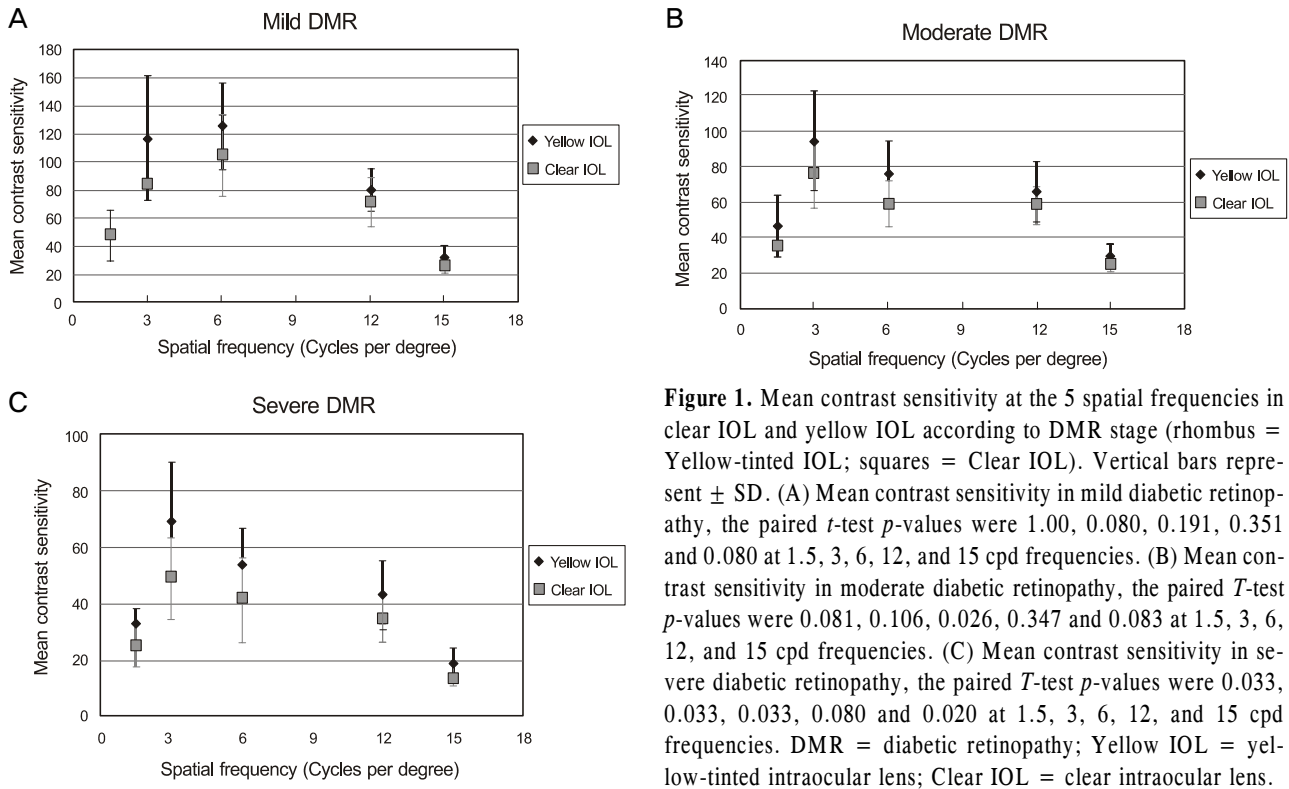 A
Mild DMR
Mean contrast sensitivity
180
160
140
120
100
80
60
40
20
0
0 3 6 9 12 15 18
Spatial frequency (Cycles per degree)
Yellow IOL
Clear IOL
B
Moderate DMR
Mean contrast sensitivity
140
120
100
80
60
40
20
0
0 3 6 9 12 15 18
Spatial frequency (Cycles per degree)
Yellow IOL
Clear IOL
C
Severe DMR
Mean contrast sensitivity
100
80
60
40
20
0
0 3 6 9 12 15 18
Spatial frequency (Cycles per degree)
Yellow IOL
Clear IOL
Figure 1. Mean contrast sensitivity at the 5 spatial frequencies in
clear IOL and yellow IOL according to DMR stage (rhombus =
Yellow-tinted IOL; squares = Clear IOL). Vertical bars repre-
sent ± SD. (A) Mean contrast sensitivity in mild diabetic retinop-
athy, the paired t-test p-values were 1.00, 0.080, 0.191, 0.351
and 0.080 at 1.5, 3, 6, 12, and 15 cpd frequencies. (B) Mean con-
trast sensitivity in moderate diabetic retinopathy, the paired T-test
p-values were 0.081, 0.106, 0.026, 0.347 and 0.083 at 1.5, 3, 6,
12, and 15 cpd frequencies. (C) Mean contrast sensitivity in se-
vere diabetic retinopathy, the paired T-test p-values were 0.033,
0.033, 0.033, 0.080 and 0.020 at 1.5, 3, 6, 12, and 15 cpd
frequencies. DMR = diabetic retinopathy; Yellow IOL = yel-
low-tinted intraocular lens; Clear IOL = clear intraocular lens.